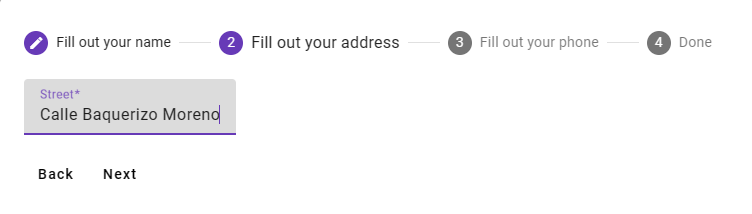 Fill out your name 2 Fill out your address 3 Fill out your phone 4 Done
Street*
Calle Baquerizo Moreno
Back Next